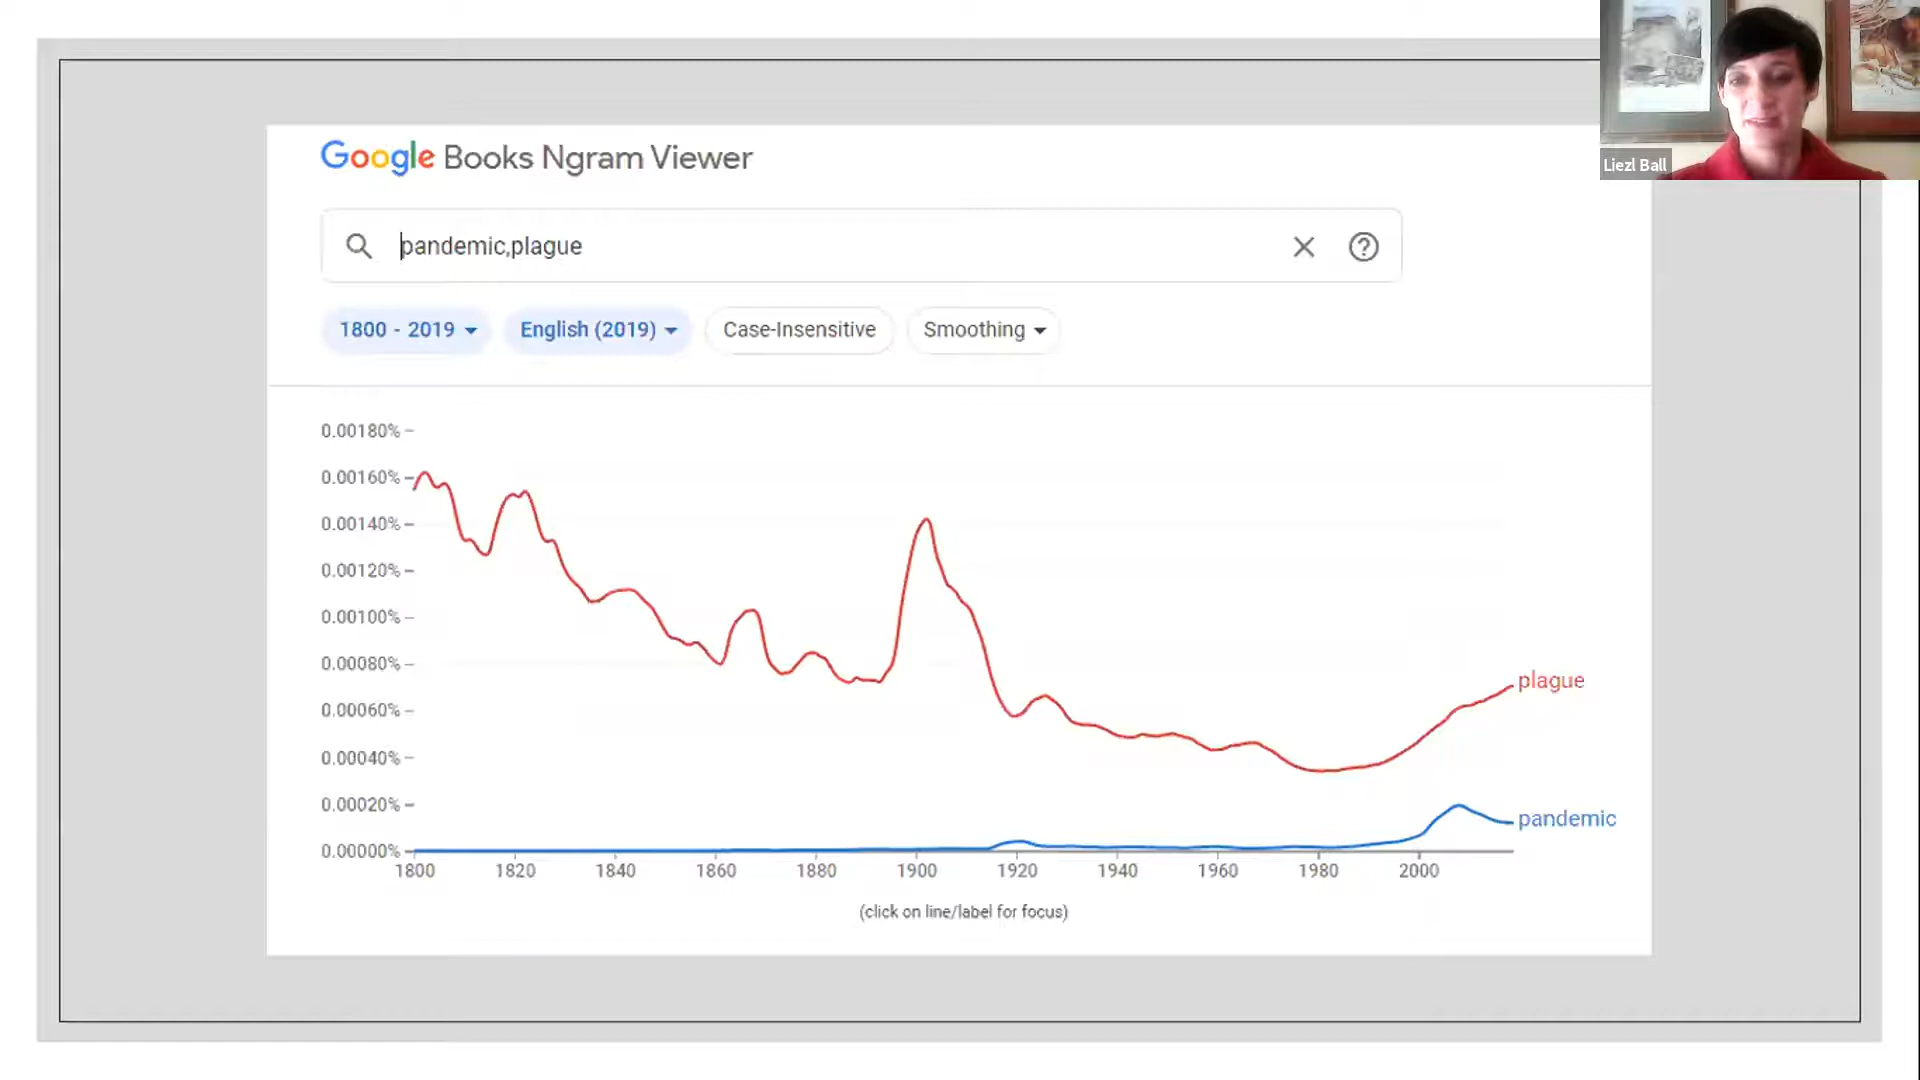 Google Books Ngram Viewer
Liezl Ball
pandemic,plague
1800 - 2019 English (2019) Case-Insensitive Smoothing
0.00180%
0.00160%
0.00140%
0.00120%
0.00100%
0.00080%
plague
0.00060%
0.00040%
0.00020%
pandemic
0.00000%
1800 1820 1840 1860 1880 1900 1920 1940 1960 1980 2000
(click on line/label for focus)